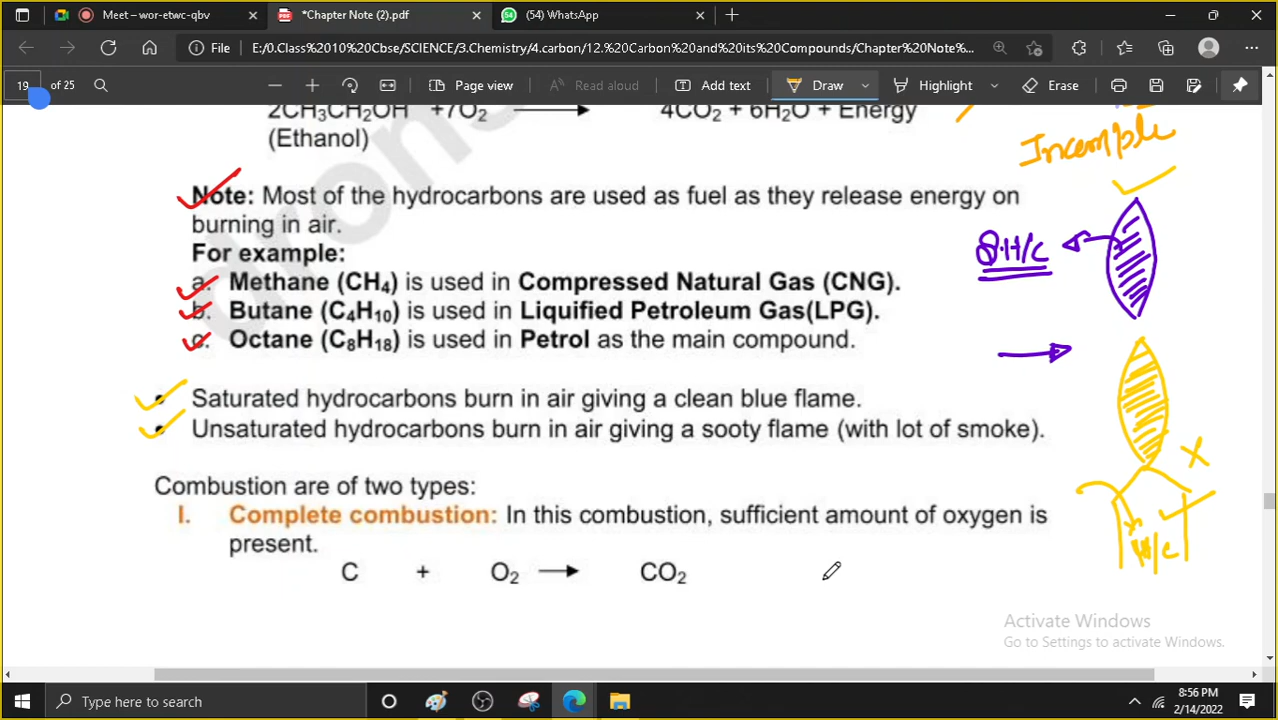 Meet – wor-etwc-qbv
*Chapter Note (2).pdf
(54) WhatsApp
File
E:/0.Class%2010%20Cbse/SCIENCE/3.Chemistry/4.carbon/12.%20Carbon%20and%20its%20Compounds/Chapter%20Note%...
19 of 25
Page view
Read aloud
Add text
Draw
Highlight
Erase
2CH₃CH₂OH +7O₂ ⟶ 4CO₂ + 6H₂O + Energy
(Ethanol)
Note: Most of the hydrocarbons are used as fuel as they release energy on
burning in air.
For example:
a. Methane (CH₄) is used in Compressed Natural Gas (CNG).
b. Butane (C₄H₁₀) is used in Liquified Petroleum Gas(LPG).
c. Octane (C₈H₁₈) is used in Petrol as the main compound.
• Saturated hydrocarbons burn in air giving a clean blue flame.
• Unsaturated hydrocarbons burn in air giving a sooty flame (with lot of smoke).
Combustion are of two types:
I. Complete combustion: In this combustion, sufficient amount of oxygen is
present.
C + O₂ ⟶ CO₂
Incomple
S.H/C
H/C
Activate Windows
Go to Settings to activate Windows.
Type here to search
8:56 PM
2/14/2022